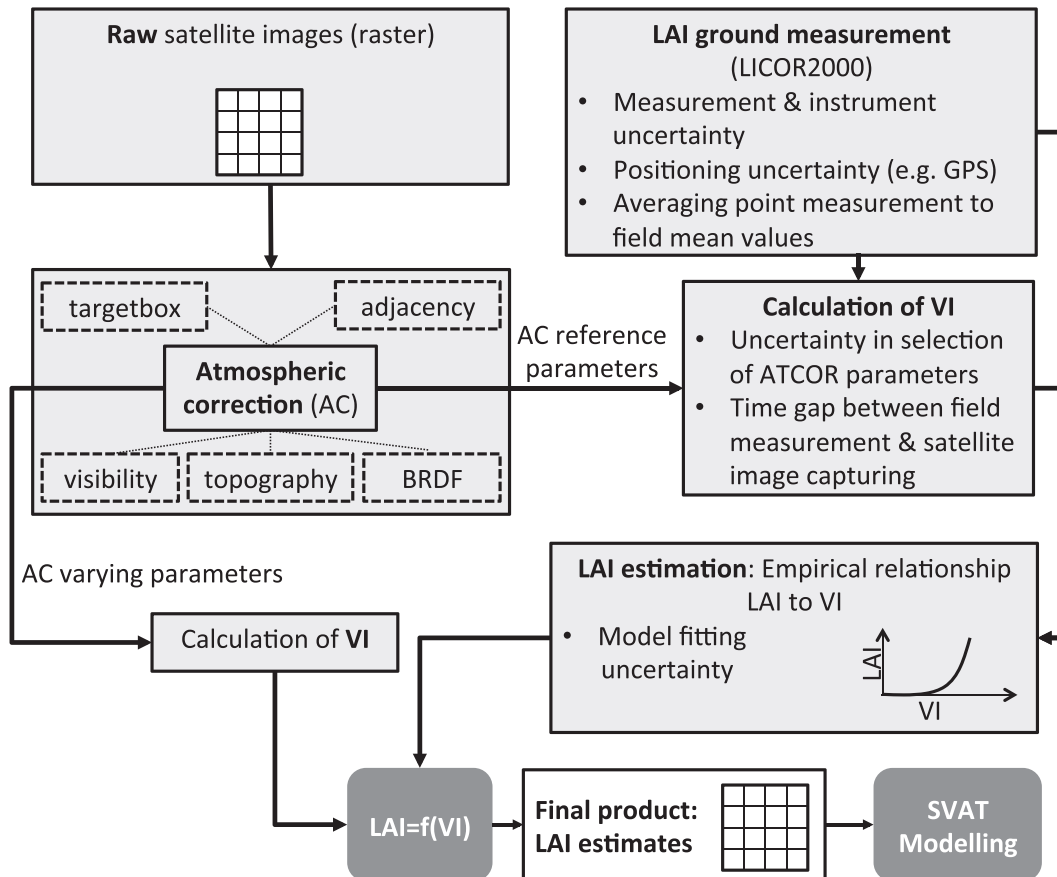 Raw satellite images (raster)
LAI ground measurement
(LICOR2000)
• Measurement & instrument
uncertainty
• Positioning uncertainty (e.g. GPS)
• Averaging point measurement to
field mean values
targetbox
adjacency
Atmospheric
correction (AC)
visibility
topography
BRDF
AC reference
parameters
Calculation of VI
• Uncertainty in selection
of ATCOR parameters
• Time gap between field
measurement & satellite
image capturing
AC varying parameters
Calculation of VI
LAI estimation: Empirical relationship
LAI to VI
• Model fitting
uncertainty
LAI
VI
LAI=f(VI)
Final product:
LAI estimates
SVAT
Modelling